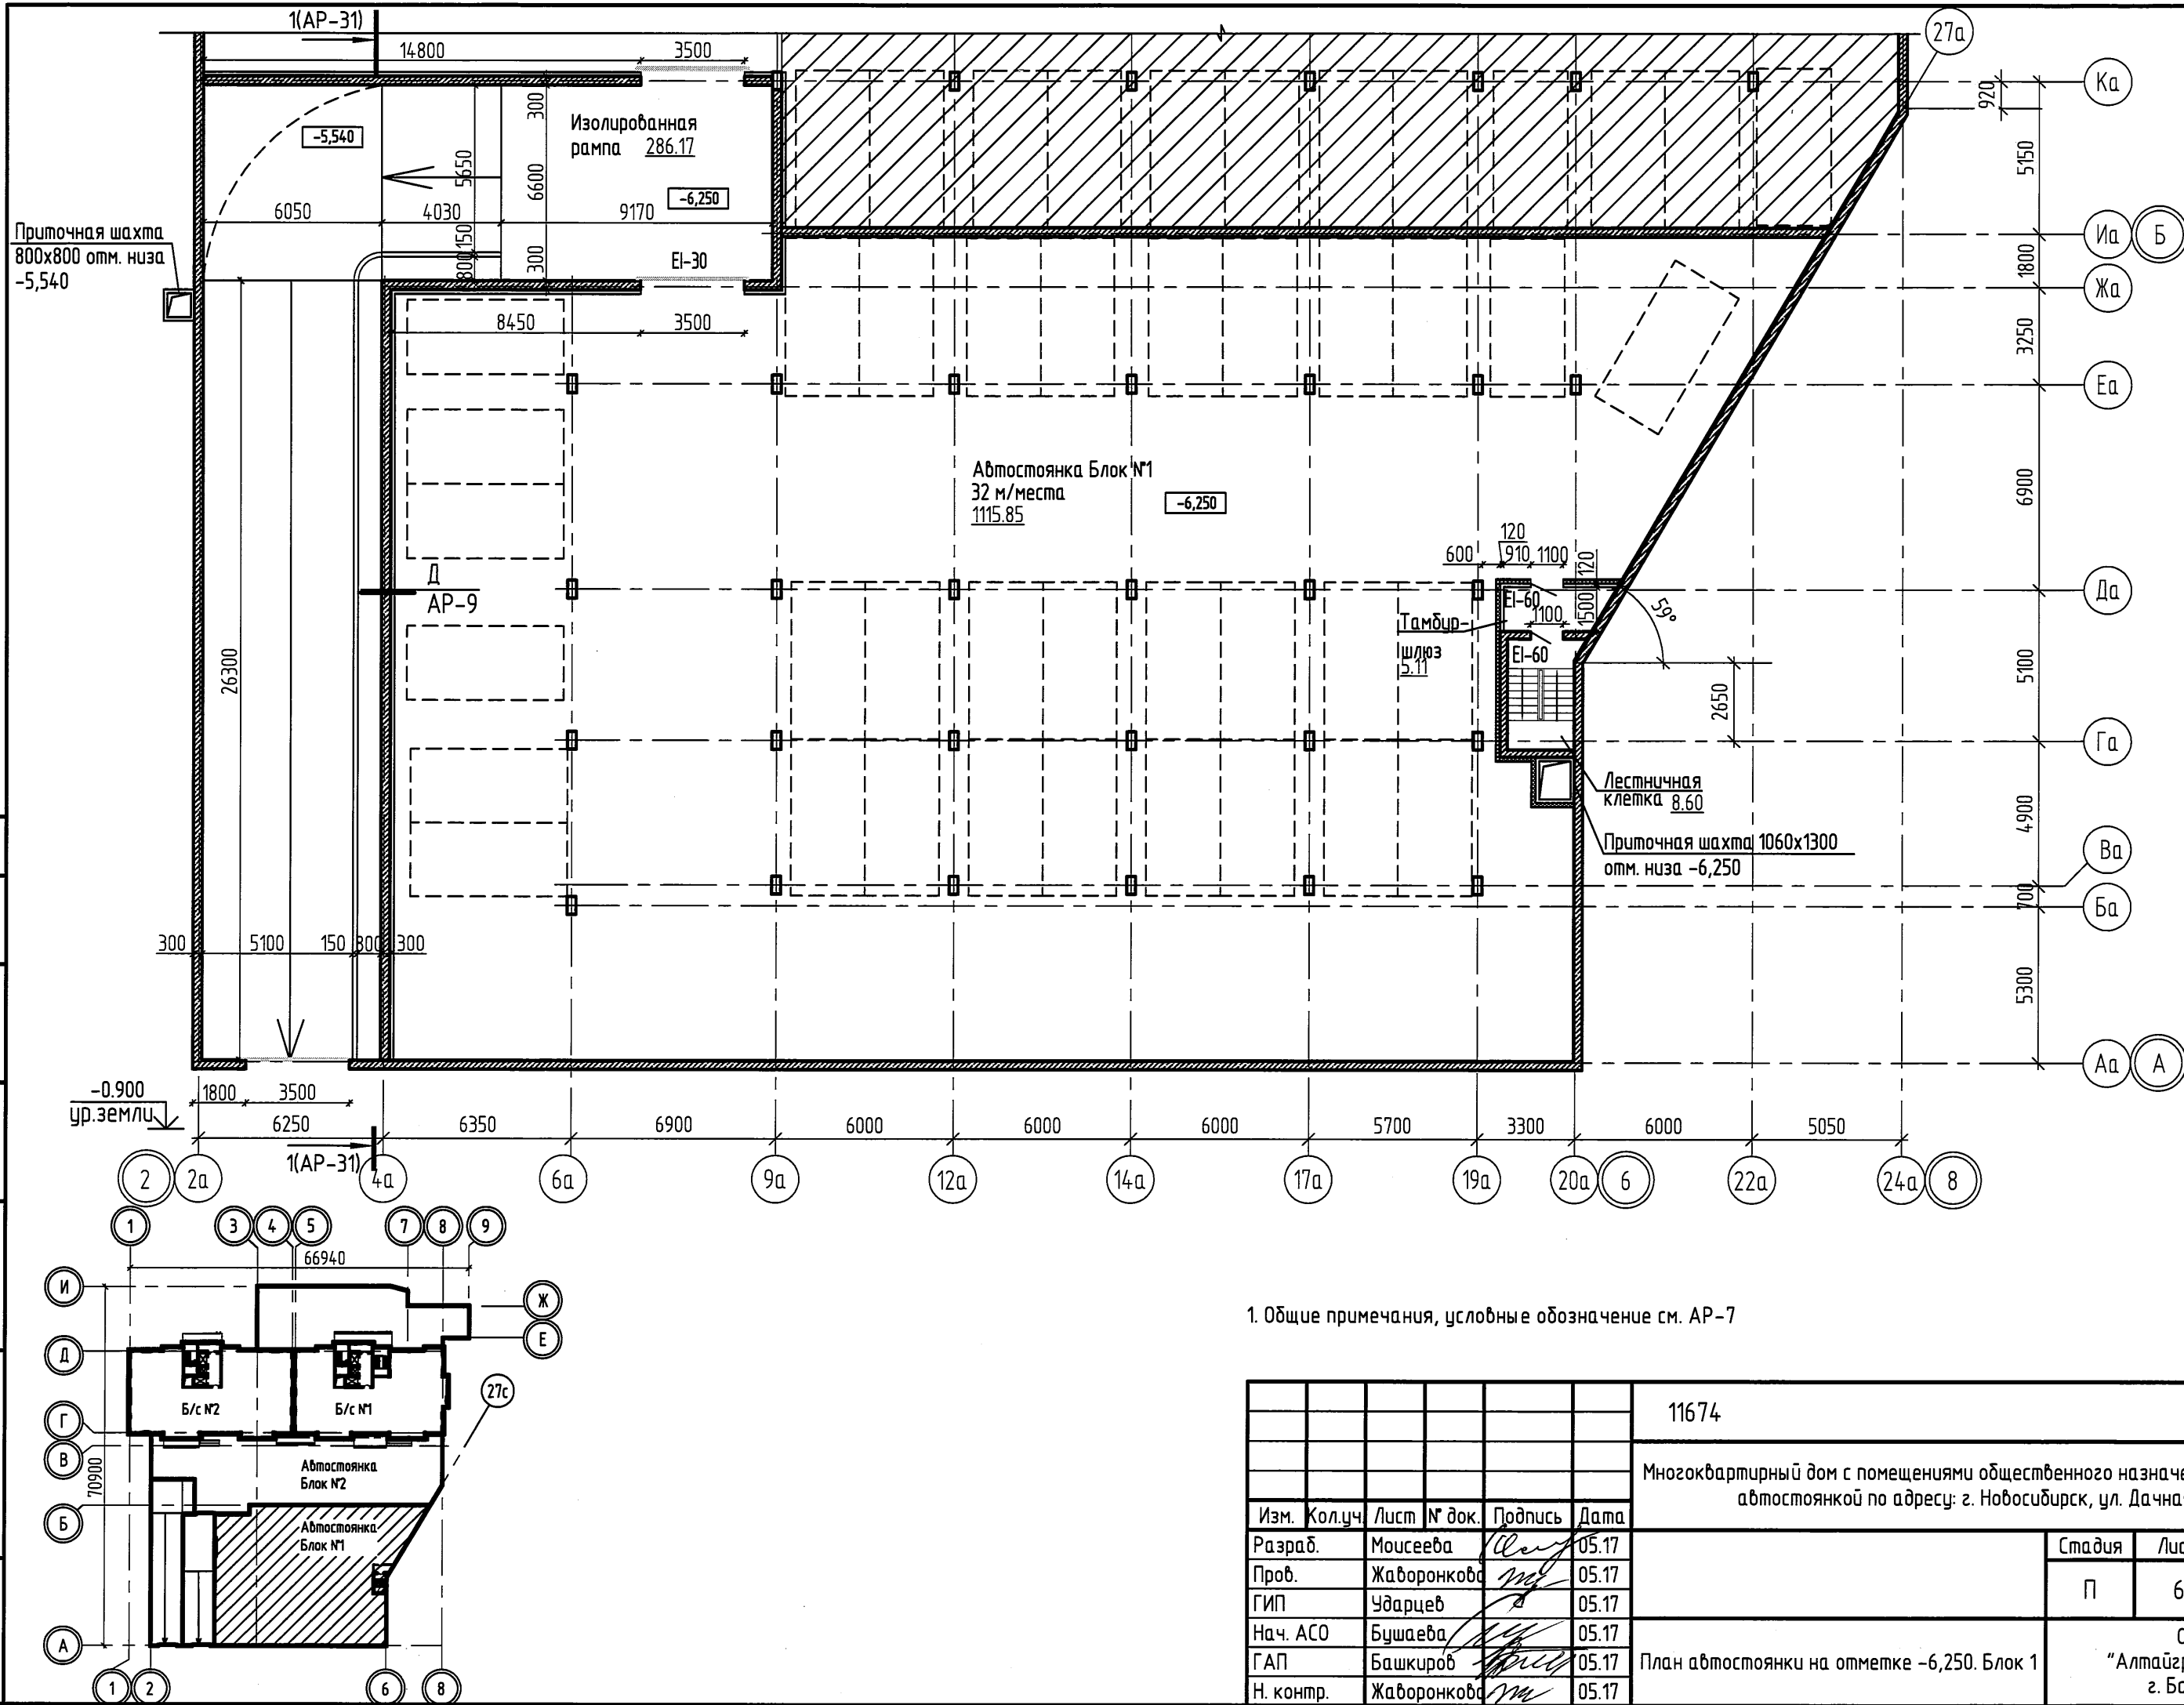 1(АР-31)
14800
3500
27а
Ка
920
300
Изолированная
рампа 286.17
-5,540
5650
6600
5150
-6,250
6050
4030
9170
Приточная шахта
800х800 отм. низа
-5,540
Иа
Б
150
800
300
EI-30
1800
Жа
8450
3500
3250
Еа
Автостоянка Блок №1
32 м/места
1115.85
-6,250
6900
120
600
910
1100
120
Д
АР-9
EI-60
1100
1500
59°
Да
Тамбур-
шлюз
5.11
EI-60
26300
5100
2650
Га
Лестничная
клетка 8.60
4900
Приточная шахта 1060х1300
отм. низа -6,250
Ва
700
Ба
300
5100
150
800
300
5300
Аа
А
-0.900
ур.земли
1800
3500
6250
6350
6900
6000
6000
6000
5700
3300
6000
5050
1(АР-31)
2
2а
4а
6а
9а
12а
14а
17а
19а
20а
6
22а
24а
8
1
3
4
5
7
8
9
66940
И
Ж
Е
Д
27с
Б/с №2
Б/с №1
Г
В
70900
Автостоянка
Блок №2
Б
Автостоянка
Блок №1
А
1
2
6
8
1. Общие примечания, условные обозначение см. АР-7
11674
Многоквартирный дом с помещениями общественного назначе
автостоянкой по адресу: г. Новосибирск, ул. Дачна
Изм. Кол.уч. Лист № док. Подпись Дата
Разраб. Моисеева 05.17
Стадия Лис
Пров. Жаворонкова 05.17
П 6
ГИП Ударцев 05.17
Нач. АСО Бушаева 05.17
ГАП Башкиров 05.17
План автостоянки на отметке -6,250. Блок 1
"Алтайгр
г. Ба
Н. контр. Жаворонкова 05.17